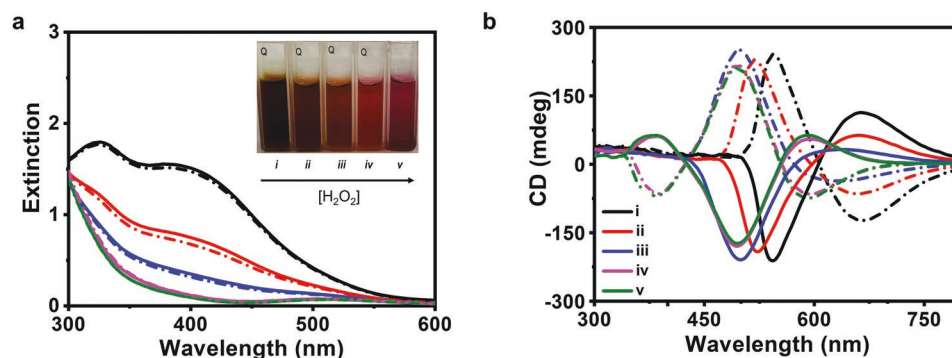 a
Extinction
3
2
1
0
300
400
500
600
Wavelength (nm)
Q
Q
Q
Q
i
ii
iii
iv
v
[H₂O₂]
b
CD (mdeg)
300
150
0
-150
-300
300
450
600
750
Wavelength (nm)
i
ii
iii
iv
v